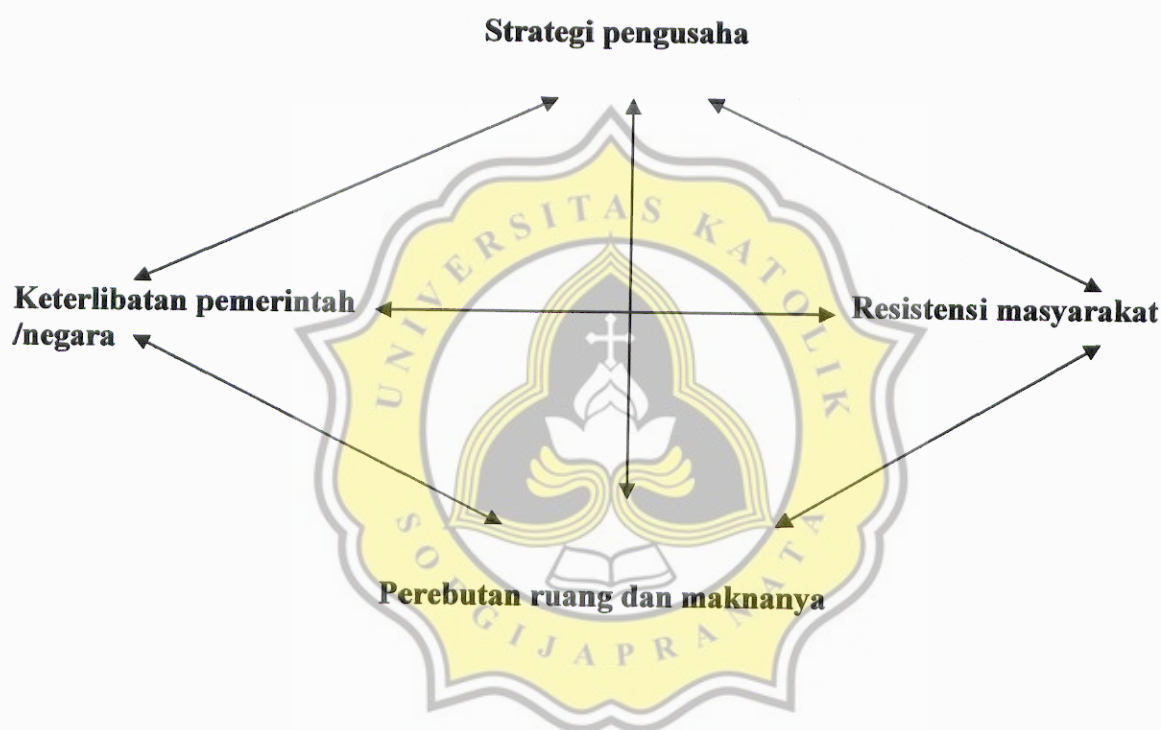 Strategi pengusaha
Keterlibatan pemerintah
/negara
Resistensi masyarakat
Perebutan ruang dan maknanya
UNIVERSITAS KATOLIK
SOEGIJAPRANATA